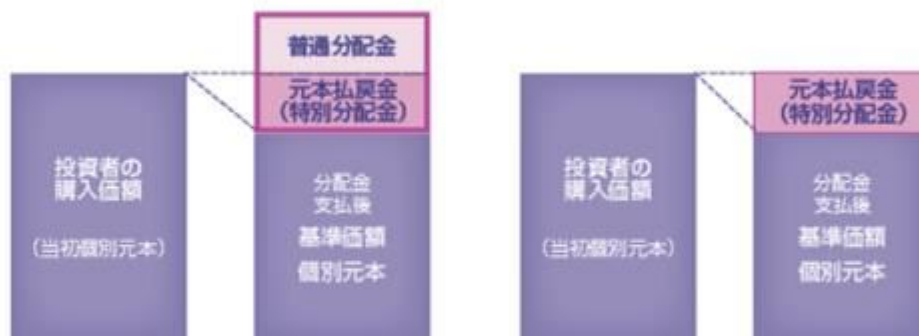 普通分配金
元本払戻金
(特別分配金)
投資者の
購入価額
(当初個別元本)
分配金
支払後
基準価額
個別元本
元本払戻金
(特別分配金)
投資者の
購入価額
(当初個別元本)
分配金
支払後
基準価額
個別元本